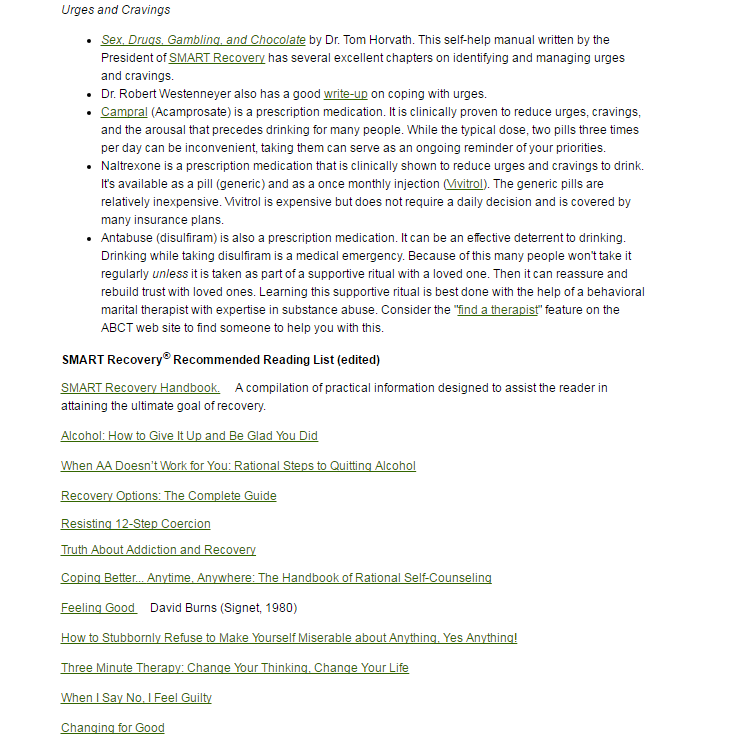 Urges and Cravings
Sex, Drugs, Gambling, and Chocolate by Dr. Tom Horvath. This self-help manual written by the
President of SMART Recovery has several excellent chapters on identifying and managing urges
and cravings.
Dr. Robert Westenneyer also has a good write-up on coping with urges.
Campral (Acamprosate) is a prescription medication. It is clinically proven to reduce urges, cravings,
and the arousal that precedes drinking for many people. While the typical dose, two pills three times
per day can be inconvenient, taking them can serve as an ongoing reminder of your priorities.
Naltrexone is a prescription medication that is clinically shown to reduce urges and cravings to drink.
It's available as a pill (generic) and as a once monthly injection (Vivitrol). The generic pills are
relatively inexpensive. Vivitrol is expensive but does not require a daily decision and is covered by
many insurance plans.
Antabuse (disulfiram) is also a prescription medication. It can be an effective deterrent to drinking.
Drinking while taking disulfiram is a medical emergency. Because of this many people won't take it
regularly unless it is taken as part of a supportive ritual with a loved one. Then it can reassure and
rebuild trust with loved ones. Learning this supportive ritual is best done with the help of a behavioral
marital therapist with expertise in substance abuse. Consider the "find a therapist" feature on the
ABCT web site to find someone to help you with this.
SMART Recovery® Recommended Reading List (edited)
SMART Recovery Handbook. A compilation of practical information designed to assist the reader in
attaining the ultimate goal of recovery.
Alcohol: How to Give It Up and Be Glad You Did
When AA Doesn't Work for You: Rational Steps to Quitting Alcohol
Recovery Options: The Complete Guide
Resisting 12-Step Coercion
Truth About Addiction and Recovery
Coping Better... Anytime, Anywhere: The Handbook of Rational Self-Counseling
Feeling Good David Burns (Signet, 1980)
How to Stubbornly Refuse to Make Yourself Miserable about Anything, Yes Anything!
Three Minute Therapy: Change Your Thinking, Change Your Life
When I Say No, I Feel Guilty
Changing for Good